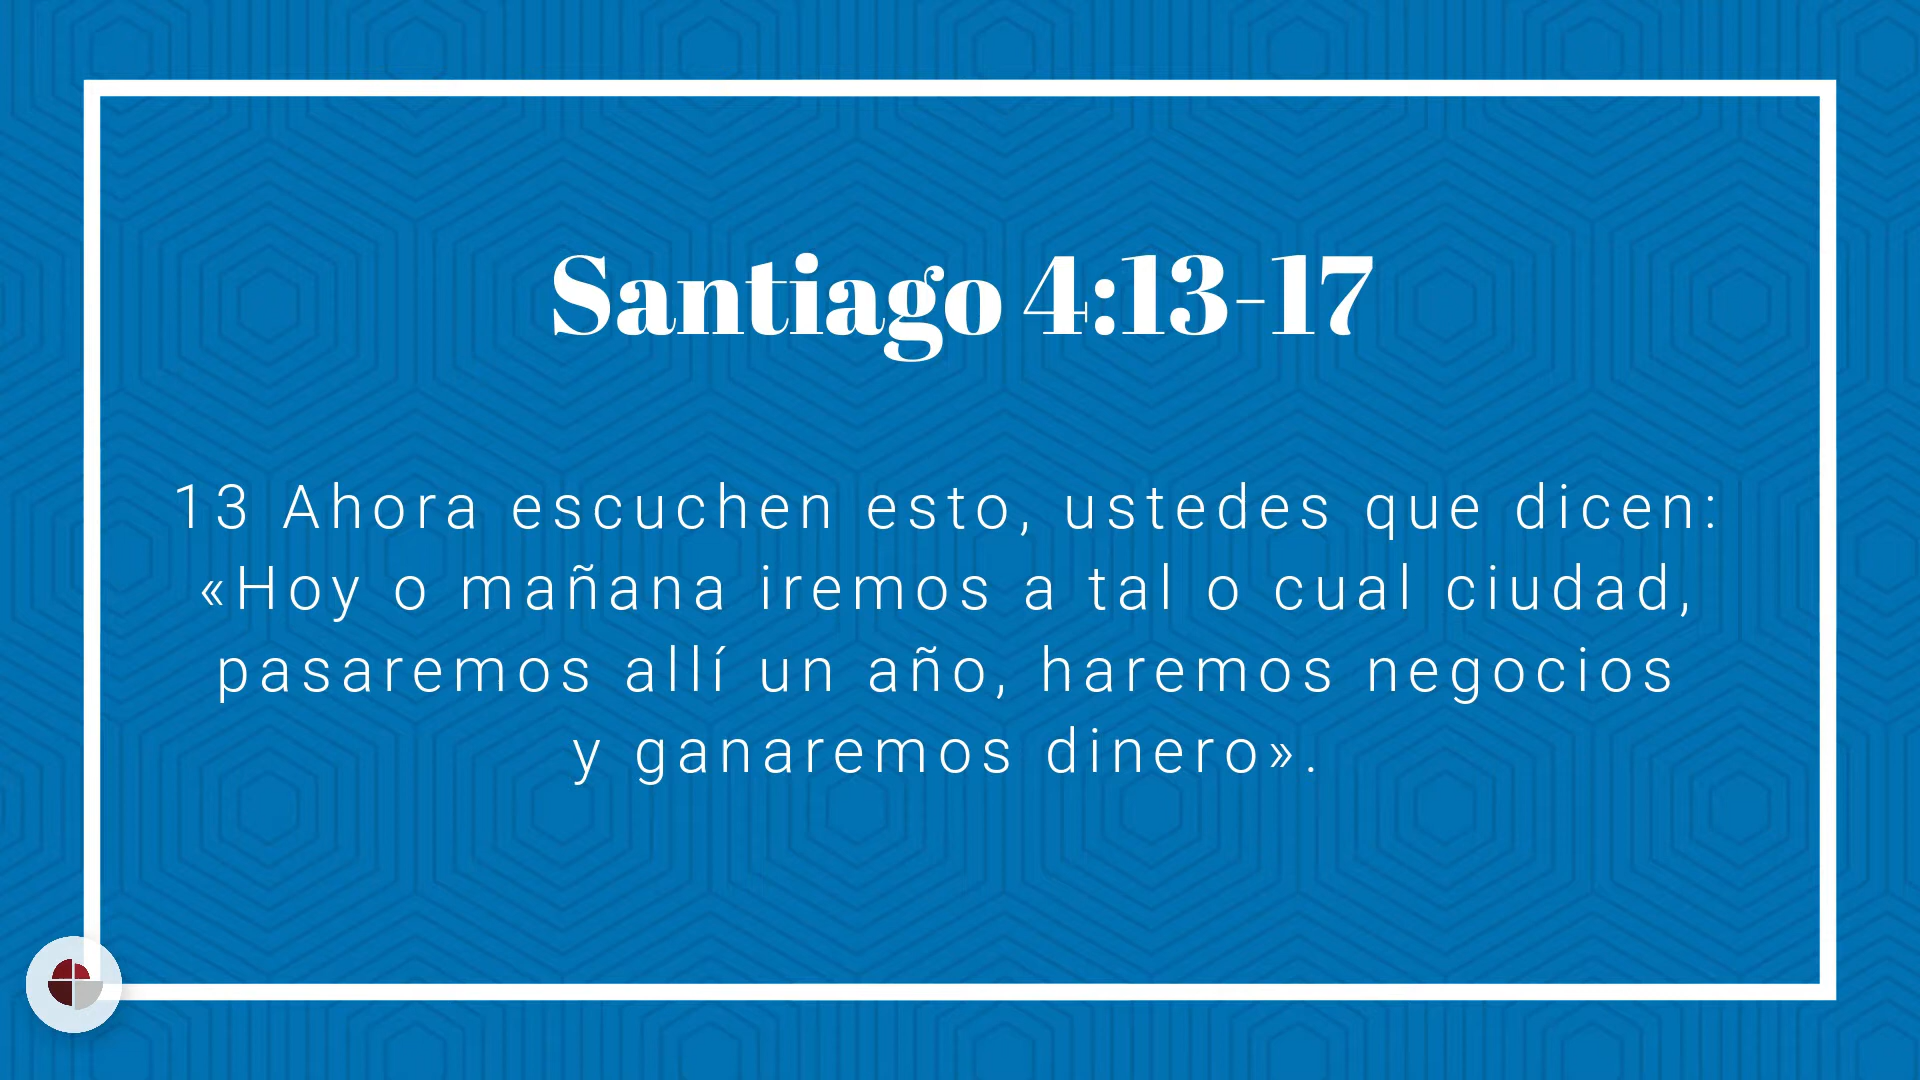 Santiago 4:13-17
13 Ahora escuchen esto, ustedes que dicen:
«Hoy o mañana iremos a tal o cual ciudad,
pasaremos allí un año, haremos negocios
y ganaremos dinero».